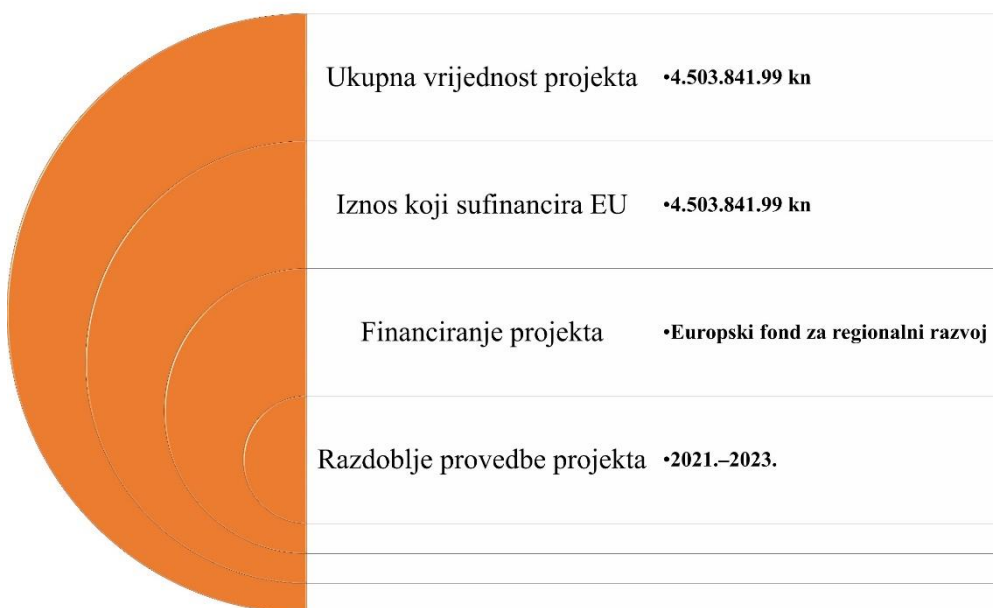 Ukupna vrijednost projekta •4.503.841.99 kn
Iznos koji sufinancira EU •4.503.841.99 kn
Financiranje projekta •Europski fond za regionalni razvoj
Razdoblje provedbe projekta •2021.–2023.